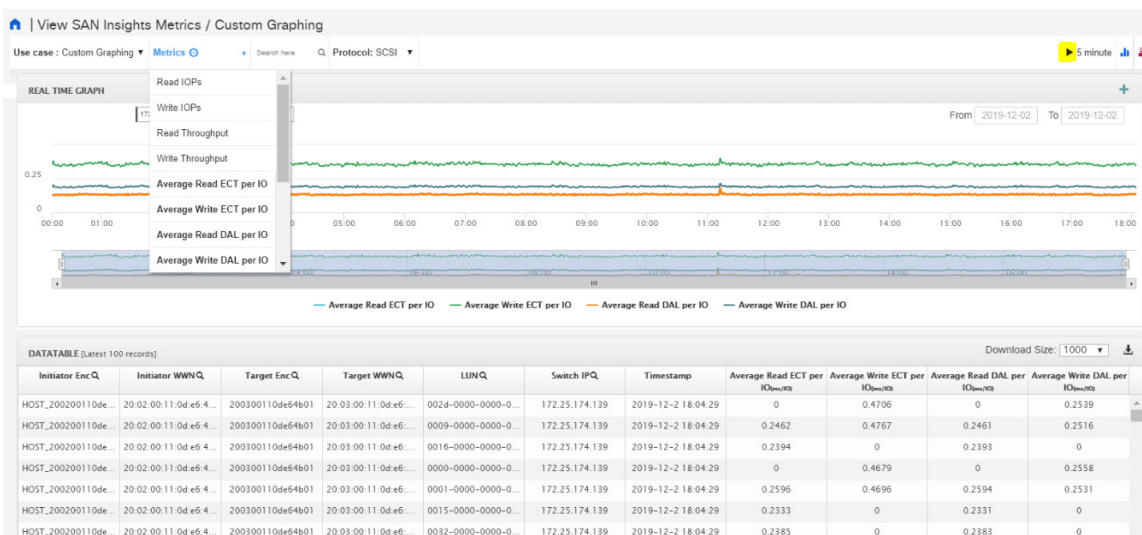 | View SAN Insights Metrics / Custom Graphing
Use case : Custom Graphing ▼ Metrics ▼ Search here Protocol: SCSI ▼ 5 minute
REAL TIME GRAPH +
Read IOPs
Write IOPs
Read Throughput
Write Throughput
Average Read ECT per IO
Average Write ECT per IO
Average Read DAL per IO
Average Write DAL per IO
From 2019-12-02 To 2019-12-02
0.25
0
00:00 01:00 05:00 06:00 07:00 08:00 09:00 10:00 11:00 12:00 13:00 14:00 15:00 16:00 17:00 18:00
Average Read ECT per IO Average Write ECT per IO Average Read DAL per IO Average Write DAL per IO
DATATABLE [Latest 100 records] Download Size: 1000 ▼
Initiator Enc Initiator WWN Target Enc Target WWN LUN Switch IP Timestamp Average Read ECT per IO(ms/IO) Average Write ECT per IO(ms/IO) Average Read DAL per IO(ms/IO) Average Write DAL per IO(ms/IO)
HOST_200200110de... 20:02:00:11:0d:e6:4... 200300110de64b01 20:03:00:11:0d:e6:... 002d-0000-0000-0... 172.25.174.139 2019-12-2 18:04:29 0 0.4706 0 0.2539
HOST_200200110de... 20:02:00:11:0d:e6:4... 200300110de64b01 20:03:00:11:0d:e6:... 0009-0000-0000-0... 172.25.174.139 2019-12-2 18:04:29 0.2462 0.4767 0.2461 0.2516
HOST_200200110de... 20:02:00:11:0d:e6:4... 200300110de64b01 20:03:00:11:0d:e6:... 0016-0000-0000-0... 172.25.174.139 2019-12-2 18:04:29 0.2394 0 0.2393 0
HOST_200200110de... 20:02:00:11:0d:e6:4... 200300110de64b01 20:03:00:11:0d:e6:... 0000-0000-0000-0... 172.25.174.139 2019-12-2 18:04:29 0 0.4679 0 0.2558
HOST_200200110de... 20:02:00:11:0d:e6:4... 200300110de64b01 20:03:00:11:0d:e6:... 0001-0000-0000-0... 172.25.174.139 2019-12-2 18:04:29 0.2596 0.4696 0.2594 0.2531
HOST_200200110de... 20:02:00:11:0d:e6:4... 200300110de64b01 20:03:00:11:0d:e6:... 0015-0000-0000-0... 172.25.174.139 2019-12-2 18:04:29 0.2333 0 0.2331 0
HOST_200200110de... 20:02:00:11:0d:e6:4... 200300110de64b01 20:03:00:11:0d:e6:... 0032-0000-0000-0... 172.25.174.139 2019-12-2 18:04:29 0.2385 0 0.2383 0